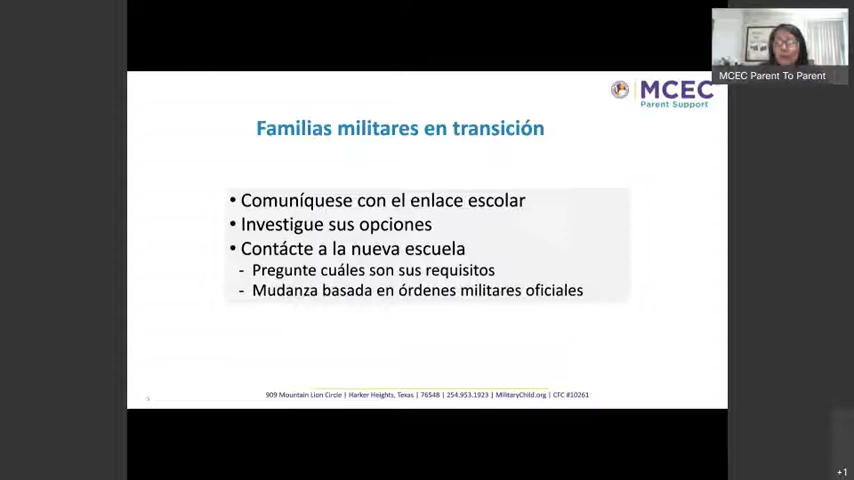 MCEC Parent To Parent
MCEC
Parent Support
Familias militares en transición
• Comuníquese con el enlace escolar
• Investigue sus opciones
• Contácte a la nueva escuela
- Pregunte cuáles son sus requisitos
- Mudanza basada en órdenes militares oficiales
5
909 Mountain Lion Circle | Harker Heights, Texas | 76548 | 254.953.1923 | MilitaryChild.org | CFC #10261
+1